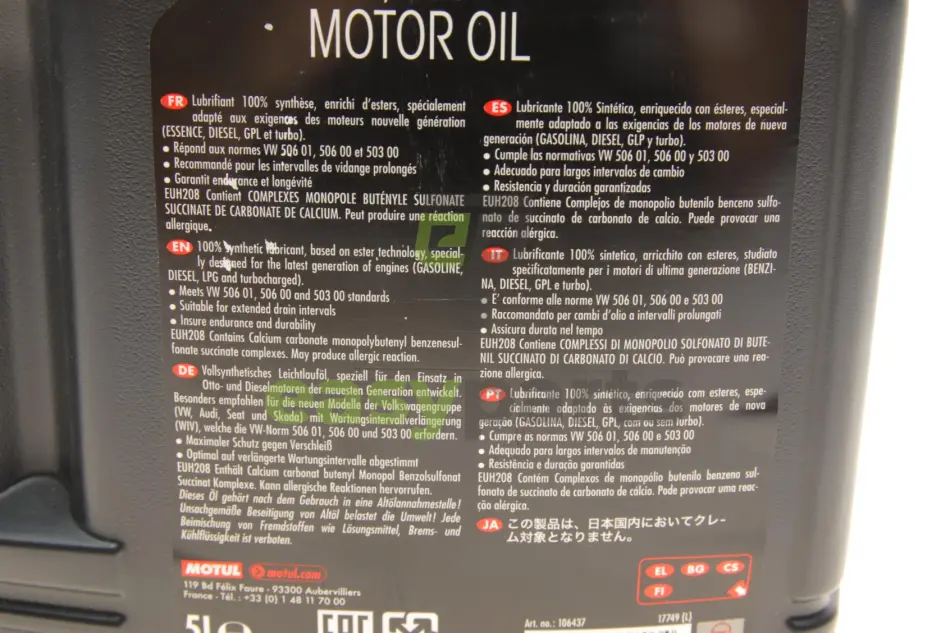 MOTOR OIL
FR Lubrifiant 100% synthèse, enrichi d'esters, spécialement
adapté aux exigences des moteurs nouvelle génération
(ESSENCE, DIESEL, GPL et turbo).
• Répond aux normes VW 506 01, 506 00 et 503 00
• Recommandé pour les intervalles de vidange prolongés
• Garantit endurance et longévité
EUH208 Contient COMPLEXES MONOPOLE BUTÉNYLE SULFONATE
SUCCINATE DE CARBONATE DE CALCIUM. Peut produire une réaction
allergique.
EN 100% synthetic lubricant, based on ester technology, special-
ly designed for the latest generation of engines (GASOLINE,
DIESEL, LPG and turbocharged).
• Meets VW 506 01, 506 00 and 503 00 standards
• Suitable for extended drain intervals
• Insure endurance and durability
EUH208 Contains Calcium carbonate monopolybutenyl benzenesul-
fonate succinate complexes. May produce allergic reaction.
DE Vollsynthetisches Leichtlauföl, speziell für den Einsatz in
Otto- und Dieselmotoren der neuesten Generation entwickelt.
Besonders empfohlen für die neuen Modelle der Volkswagengruppe
(VW, Audi, Seat und Skoda) mit Wartungsintervallverlängerung
(WIV), welche die VW-Norm 506 01, 506 00 und 503 00 erfordern.
• Maximaler Schutz gegen Verschleiß
• Optimal auf verlängerte Wartungsintervalle abgestimmt
EUH208 Enthält Calcium carbonat butenyl Monopol Benzolsulfonat
Succinat Komplexe. Kann allergische Reaktionen hervorrufen.
Dieses Öl gehört nach dem Gebrauch in eine Altölannahmestelle!
Unsachgemäße Beseitigung von Altöl belastet die Umwelt! Jede
Beimischung von Fremdstoffen wie Lösungsmittel, Brems- und
Kühlflüssigkeit ist verboten.
MOTUL motul.com
119 Bd Félix Faure - 93300 Aubervilliers
France - Tél. : +33 (0) 1 48 11 70 00
5L
EAC
ES Lubricante 100% Sintético, enriquecido con ésteres, especial-
mente adaptado a las exigencias de los motores de nueva
generación (GASOLINA, DIESEL, GLP y turbo).
• Cumple las normativas VW 506 01, 506 00 y 503 00
• Adecuado para largos intervalos de cambio
• Resistencia y duración garantizadas
EUH208 Contiene Complejos de monopolio butenilo benceno sulfo-
nato de succinato de carbonato de calcio. Puede provocar una
reacción alérgica.
IT Lubrificante 100% sintetico, arricchito con esteres, studiato
specificatamente per i motori di ultima generazione (BENZI-
NA, DIESEL, GPL e turbo).
• E' conforme alle norme VW 506 01, 506 00 e 503 00
• Raccomandato per cambi d'olio a intervalli prolungati
• Assicura durata nel tempo
EUH208 Contiene COMPLESSI DI MONOPOLIO SOLFONATO DI BUTE-
NIL SUCCINATO DI CARBONATO DI CALCIO. Può provocare una rea-
zione allergica.
PT Lubrificante 100% sintético, enriquecido com esteres, espe-
cialmente adaptado às exigências dos motores de nova
geração (GASOLINA, DIESEL, GPL, com ou sem turbo).
• Cumpre as normas VW 506 01, 506 00 e 503 00
• Adequado para largos intervalos de manutenção
• Resistência e duração garantidas
EUH208 Contém Complexas de monopólio butenilo benzeno sul-
fonato de succinato de carbonato de calcio. Pode provocar uma reac-
ção alérgica.
JA この製品は、日本国内においてクレー
ム対象となりません。
EL BG CS
FI
Art. no.: 106437 17749 (L)